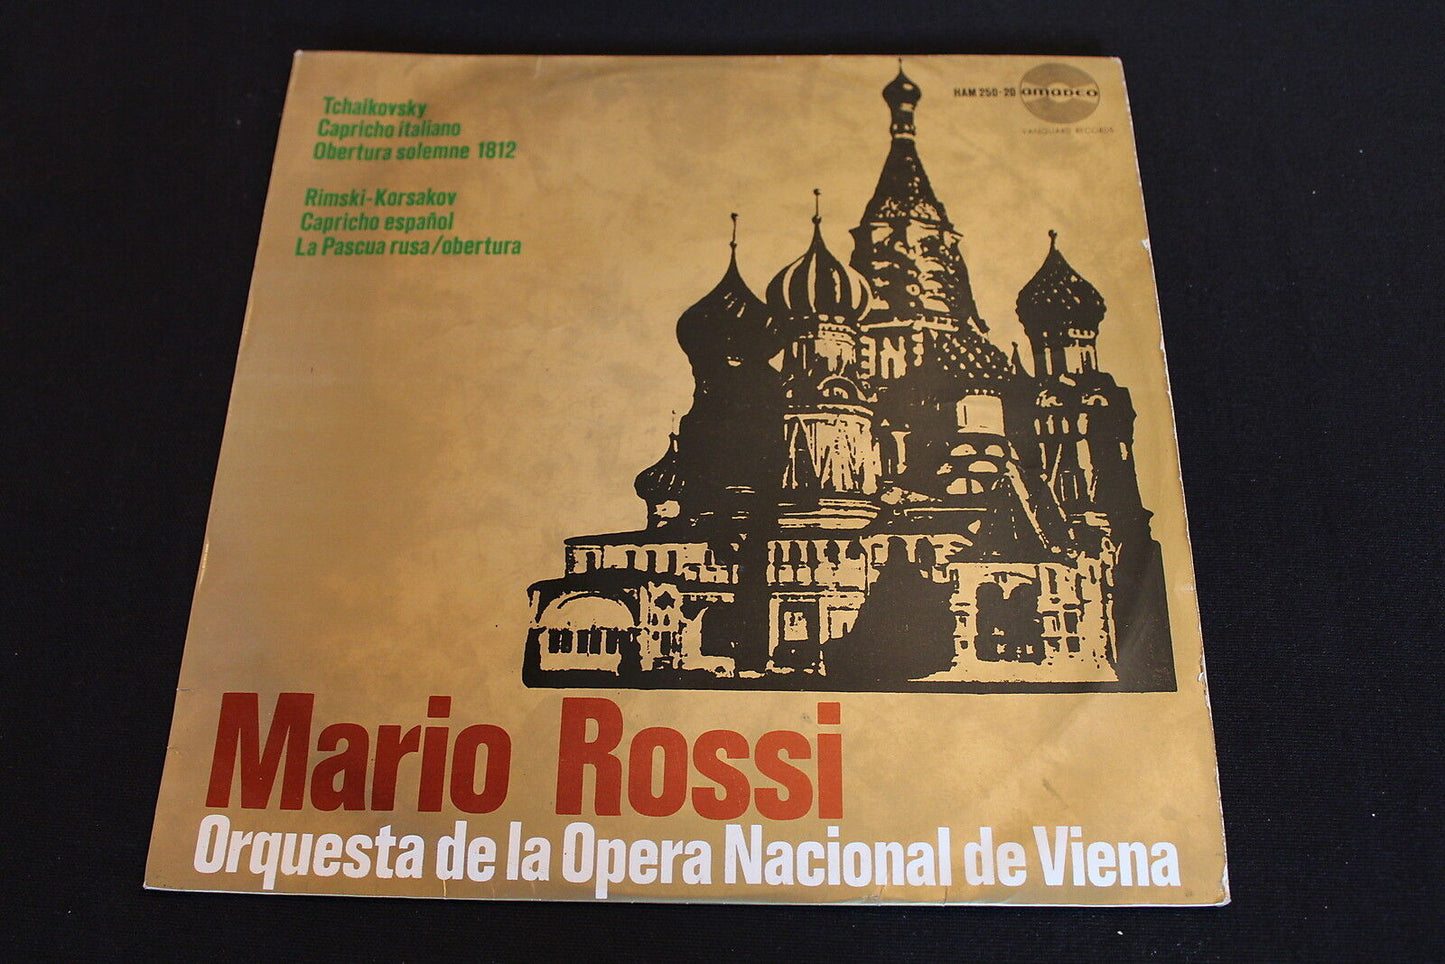 Tchaikovsky
Capricho italiano
Obertura solemne 1812
Rimski-Korsakov
Capricho español
La Pascua rusa/obertura
HAM 250-20 amadeo
VANGUARD RECORDS
Mario Rossi
Orquesta de la Opera Nacional de Viena